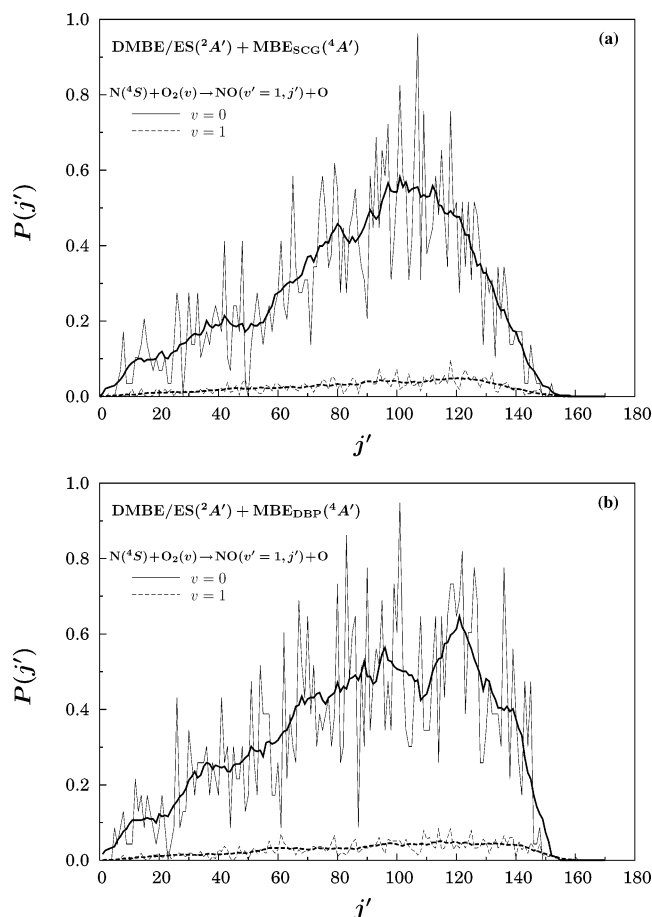 (a)
DMBE/ES(²A′) + MBE_SCG(⁴A′)
N(⁴S)+O₂(v)→NO(v′ = 1, j′)+O
v = 0
v = 1
P(j′)
1.0
0.8
0.6
0.4
0.2
0.0
0 20 40 60 80 100 120 140 160 180
j′
(b)
DMBE/ES(²A′) + MBE_DBP(⁴A′)
N(⁴S)+O₂(v)→NO(v′ = 1, j′)+O
v = 0
v = 1
P(j′)
1.0
0.8
0.6
0.4
0.2
0.0
0 20 40 60 80 100 120 140 160 180
j′